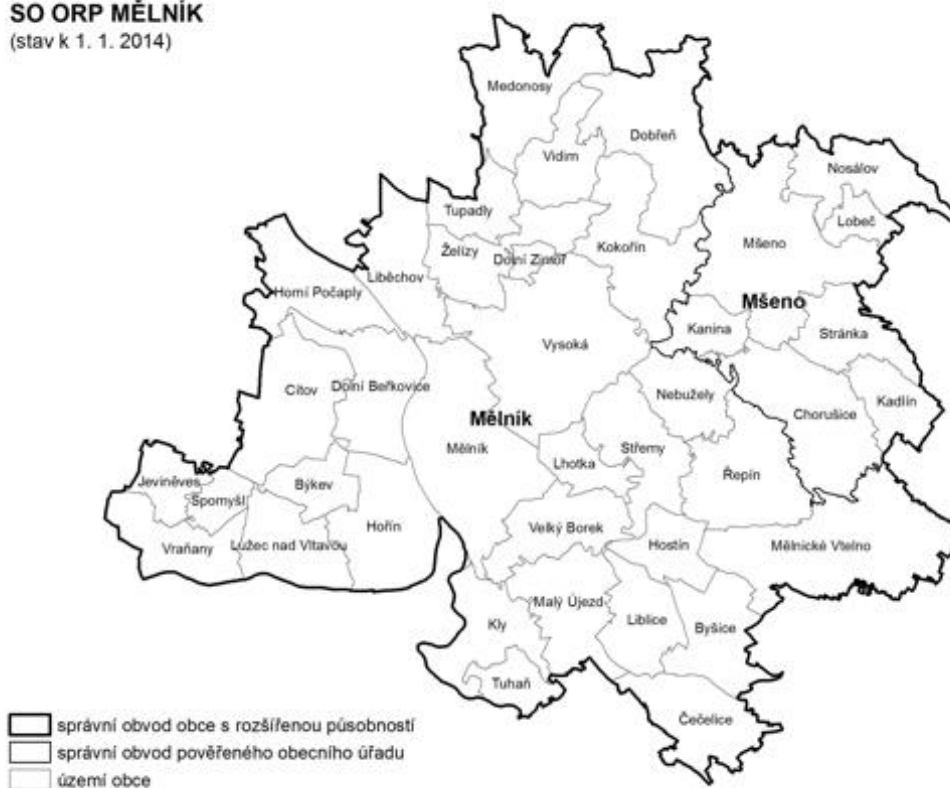 SO ORP MĚLNÍK
(stav k 1. 1. 2014)
Medonosy
Dobřeň
Vidim
Nosálov
Lobeč
Tupadly
Mšeno
Kokořín
Želízy
Dolní Zimoř
Liběchov
Horní Počaply
Mšeno
Kanina
Stránka
Vysoká
Cítov
Dolní Beřkovice
Nebužely
Kadlín
Chorušice
Mělník
Mělník
Střemy
Lhotka
Řepín
Jeviněves
Býkev
Spomyšl
Velký Borek
Hořín
Hostín
Mělnické Vtelno
Vraňany
Lužec nad Vltavou
Malý Újezd
Kly
Liblice
Byšice
Tuhaň
Čečelice
správní obvod obce s rozšířenou působností
správní obvod pověřeného obecního úřadu
území obce